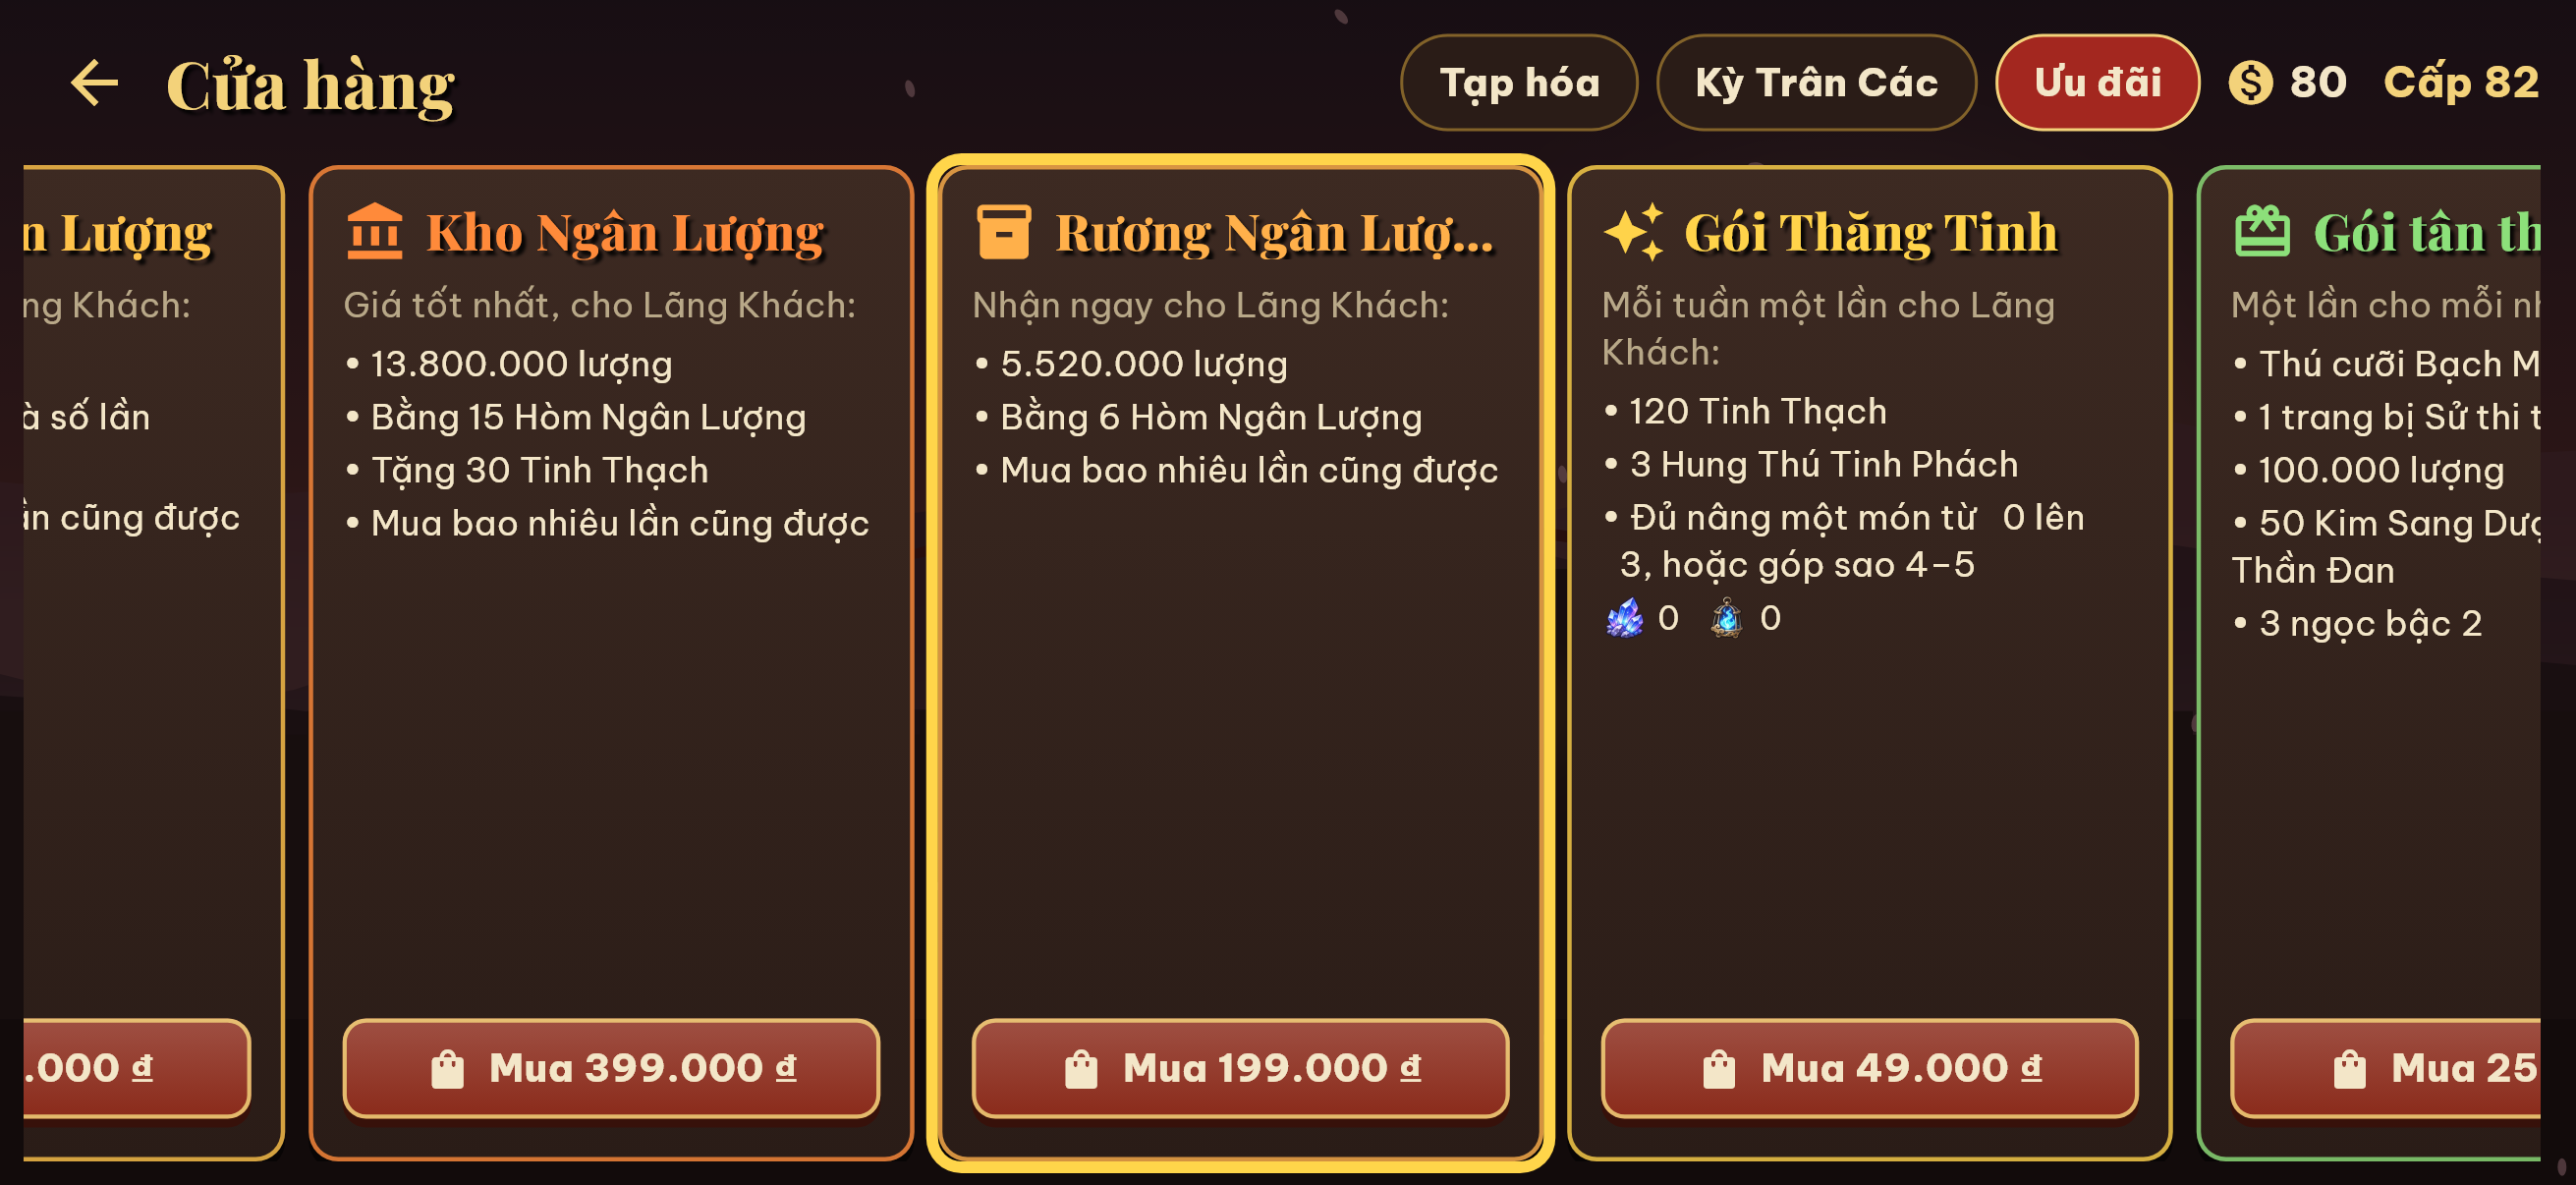 Cửa hàng
Tạp hóa
Kỳ Trân Các
Ưu đãi
80
Cấp 82
n Lượng
ng Khách:
à số lần
ần cũng được
.000 ₫
Kho Ngân Lượng
Giá tốt nhất, cho Lãng Khách:
• 13.800.000 lượng
• Bằng 15 Hòm Ngân Lượng
• Tặng 30 Tinh Thạch
• Mua bao nhiêu lần cũng được
Mua 399.000 ₫
Rương Ngân Lượ...
Nhận ngay cho Lãng Khách:
• 5.520.000 lượng
• Bằng 6 Hòm Ngân Lượng
• Mua bao nhiêu lần cũng được
Mua 199.000 ₫
Gói Thăng Tinh
Mỗi tuần một lần cho Lãng
Khách:
• 120 Tinh Thạch
• 3 Hung Thú Tinh Phách
• Đủ nâng một món từ 0 lên
3, hoặc góp sao 4–5
0 0
Mua 49.000 ₫
Gói tân th
Một lần cho mỗi nh
• Thú cưỡi Bạch M
• 1 trang bị Sử thi t
• 100.000 lượng
• 50 Kim Sang Dượ
Thần Đan
• 3 ngọc bậc 2
Mua 25